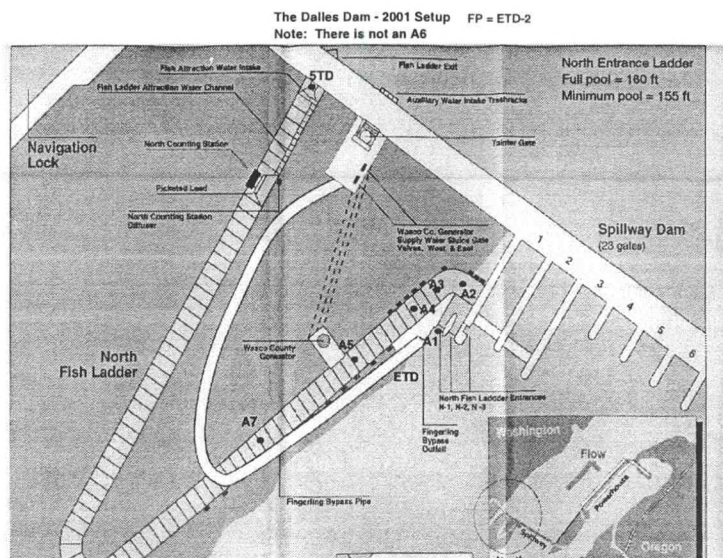 The Dalles Dam - 2001 Setup FP = ETD-2
Note: There is not an A6
Fish Attraction Water Intake
5TD
Fish Ladder Exit
North Entrance Ladder
Full pool = 160 ft
Minimum pool = 155 ft
Fish Ladder Attraction Water Channel
Auxiliary Water Intake Trashracks
Navigation
Lock
North Counting Station
Tainter Gate
Picketed Lead
North Counting Station
Diffuser
Wasco Co. Generator
Supply Water Sluice Gate
Valves, West & East
Spillway Dam
(23 gates)
1
2
3
4
5
6
A3
A2
A4
A1
A5
Wasco County
Generator
North
Fish Ladder
ETD
North Fish Ladder Entrances
N-1, N-2, N-3
A7
Fingerling
Bypass
Outfall
Washington
Flow
Powerhouse
Spillway
Oregon
Fingerling Bypass Pipe